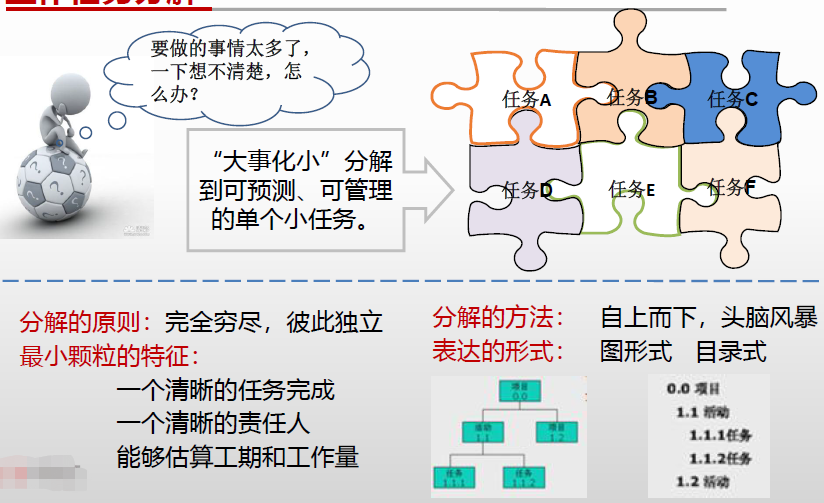 要做的事情太多了，
一下想不清楚，怎
么办？
“大事化小”分解
到可预测、可管理
的单个小任务。
任务A
任务B
任务C
任务D
任务E
任务F
分解的原则：完全穷尽，彼此独立
最小颗粒的特征：
一个清晰的任务完成
一个清晰的责任人
能够估算工期和工作量
分解的方法： 自上而下，头脑风暴
表达的形式： 图形式 目录式
项目
0.0
活动
1.1
项目
1.2
任务
1.1.1
任务
1.1.2
0.0 项目
1.1 活动
1.1.1任务
1.1.2任务
1.2 活动